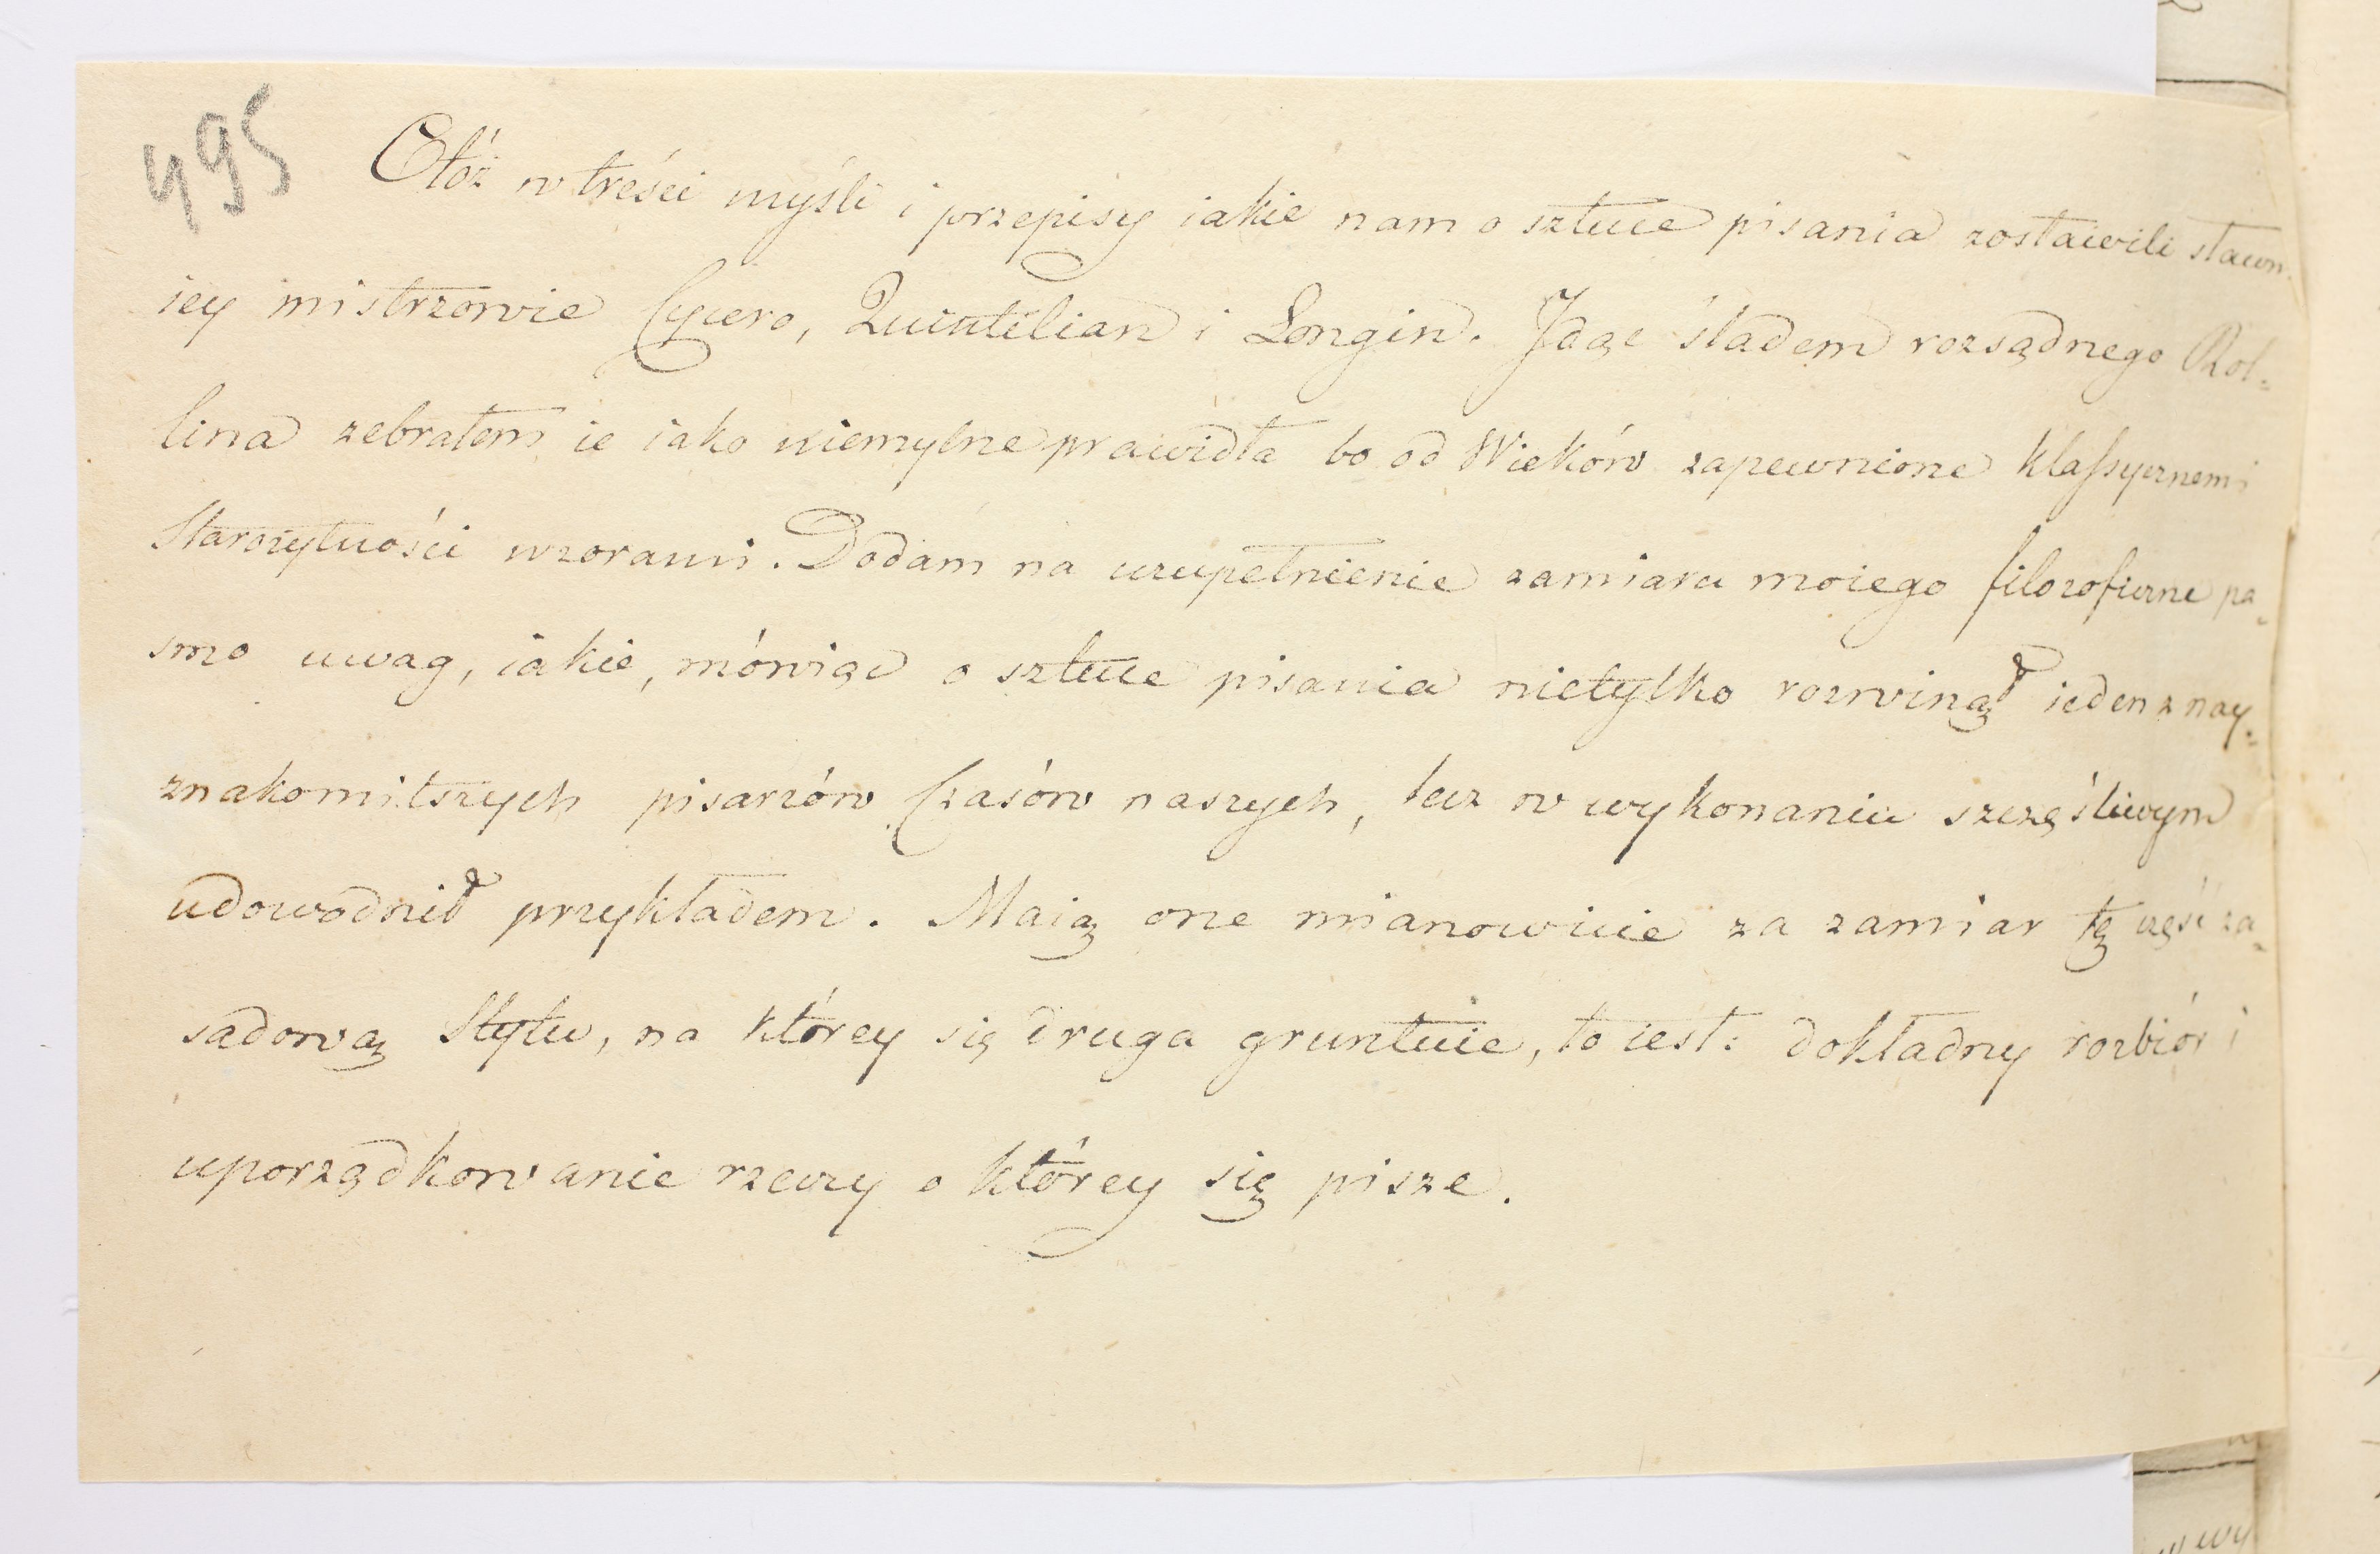 495
Otóż w treści myśli i przepisy iakie nam o sztuce pisania zostawili sławn
iey mistrzowie Cycero, Quintilian i Longin. Idąc śladem rozsądnego Rol=
lina zebrałem ie iako niemylne prawidła bo od Wieków zapewnione klassycznemi
Starożytności wzorami. Dodam na uzupełnienie zamiaru moiego filozoficzne pa=
smo uwag, iakie, mówiąc o sztuce pisania nietylko rozwinął ieden z nay=
znakomitszych pisarzów Czasów naszych, lecz w wykonaniu szczęśliwym
udowodnił przykładem. Maią one mianowicie za zamiar tę część za=
sadową Stylu, na którey się druga gruntuie, to iest: dokładny rozbiór i
uporządkowanie rzeczy o którey się pisze.